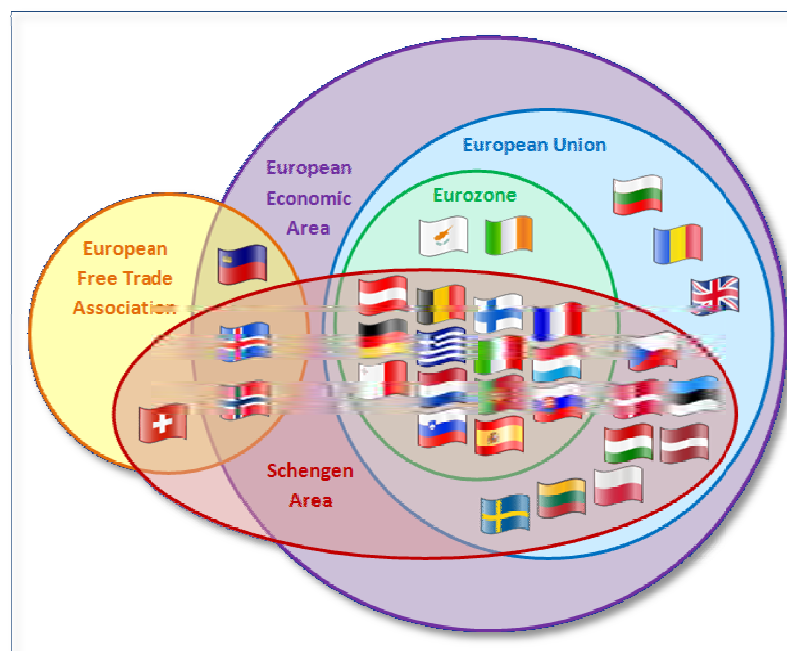 European Union
European
Economic
Area
Eurozone
European
Free Trade
Association
Schengen
Area